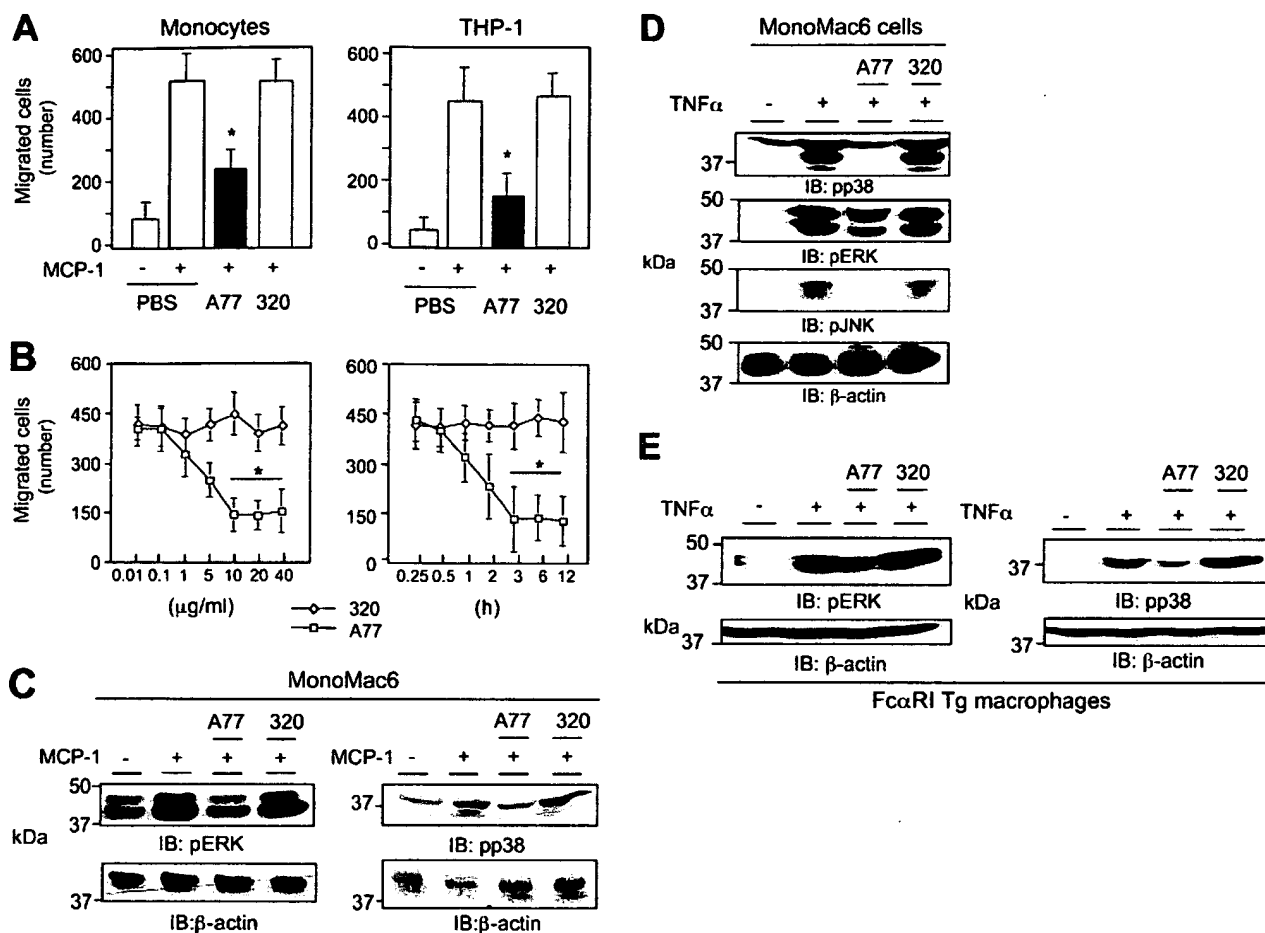 A
Monocytes
THP-1
Migrated cells
(number)
600
400
200
0
600
400
200
0
*
*
MCP-1 - + + +
- + + +
PBS A77 320
PBS A77 320
B
Migrated cells
(number)
600
450
300
150
0
600
450
300
150
0
*
*
0.01 0.1 1 5 10 20 40
0.25 0.5 1 2 3 6 12
(μg/ml)
(h)
320
A77
C
MonoMac6
A77 320
MCP-1 - + + +
50
37
kDa
IB: pERK
37
IB:β-actin
A77 320
MCP-1 - + + +
37
IB: pp38
37
IB:β-actin
D
MonoMac6 cells
A77 320
TNFα - + + +
37
IB: pp38
50
37
IB: pERK
kDa
50
37
IB: pJNK
50
37
IB: β-actin
E
A77 320
TNFα - + + +
50
37
IB: pERK
kDa
37
IB: β-actin
A77 320
TNFα - + + +
37
IB: pp38
kDa
37
IB: β-actin
FcαRI Tg macrophages